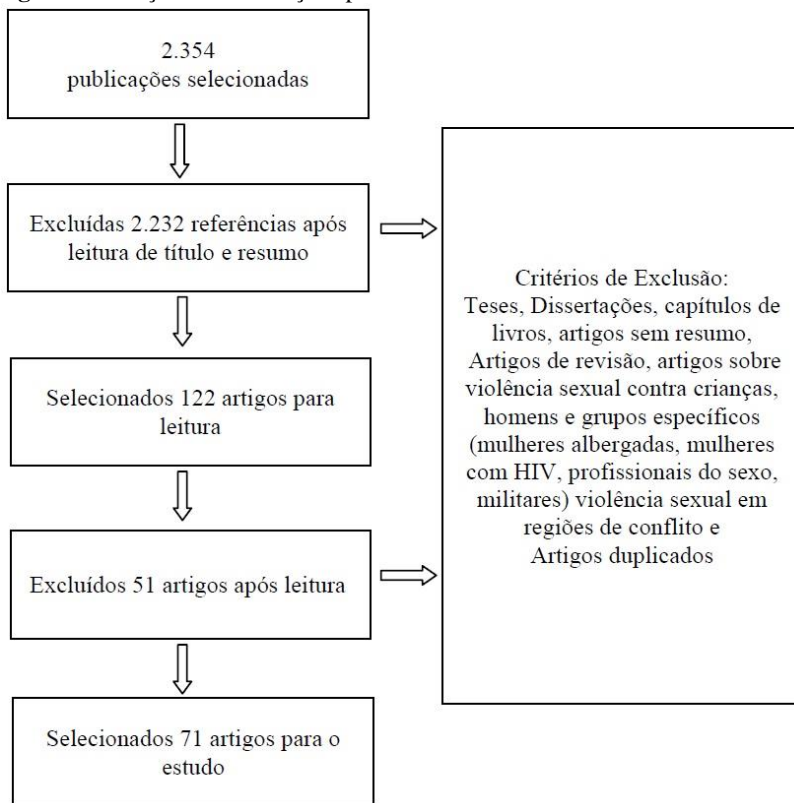 2.354
publicações selecionadas
Excluídas 2.232 referências após
leitura de título e resumo
Selecionados 122 artigos para
leitura
Excluídos 51 artigos após leitura
Selecionados 71 artigos para o
estudo
Critérios de Exclusão:
Teses, Dissertações, capítulos de
livros, artigos sem resumo,
Artigos de revisão, artigos sobre
violência sexual contra crianças,
homens e grupos específicos
(mulheres albergadas, mulheres
com HIV, profissionais do sexo,
militares) violência sexual em
regiões de conflito e
Artigos duplicados